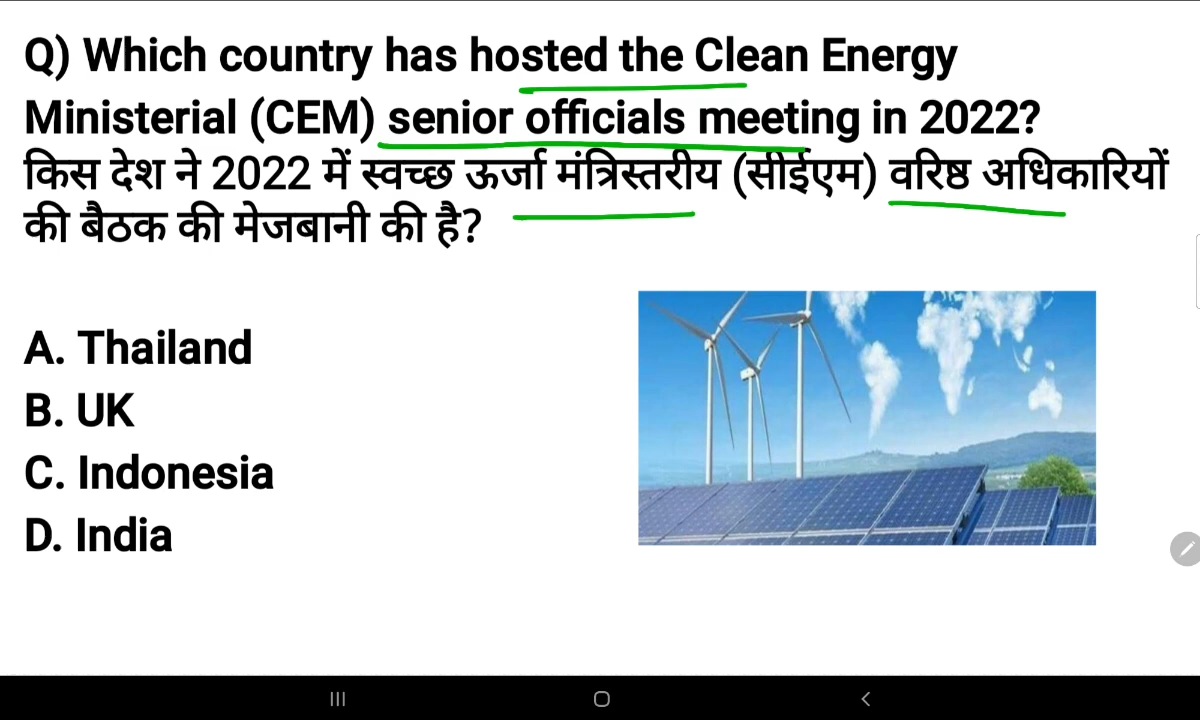 Q) Which country has hosted the Clean Energy
Ministerial (CEM) senior officials meeting in 2022?
किस देश ने 2022 में स्वच्छ ऊर्जा मंत्रिस्तरीय (सीईएम) वरिष्ठ अधिकारियों
की बैठक की मेजबानी की है?
A. Thailand
B. UK
C. Indonesia
D. India